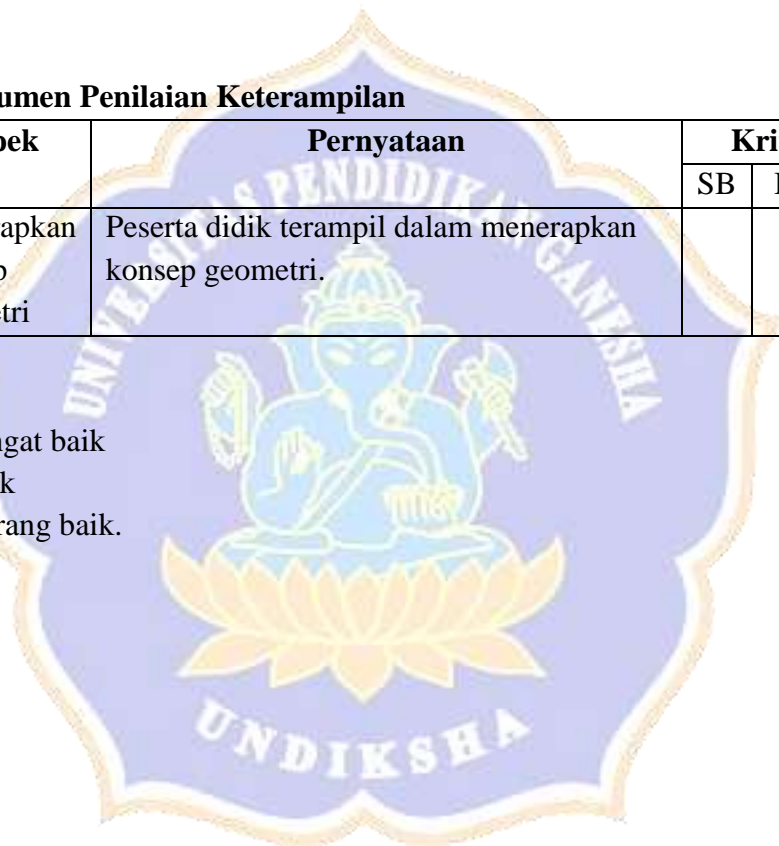 umen Penilaian Keterampilan
pek Pernyataan Kri
SB
apkan Peserta didik terampil dalam menerapkan
konsep geometri.
tri
ngat baik
k
rang baik.
UNIVERSITAS PENDIDIKAN GANESHA
UNDIKSHA